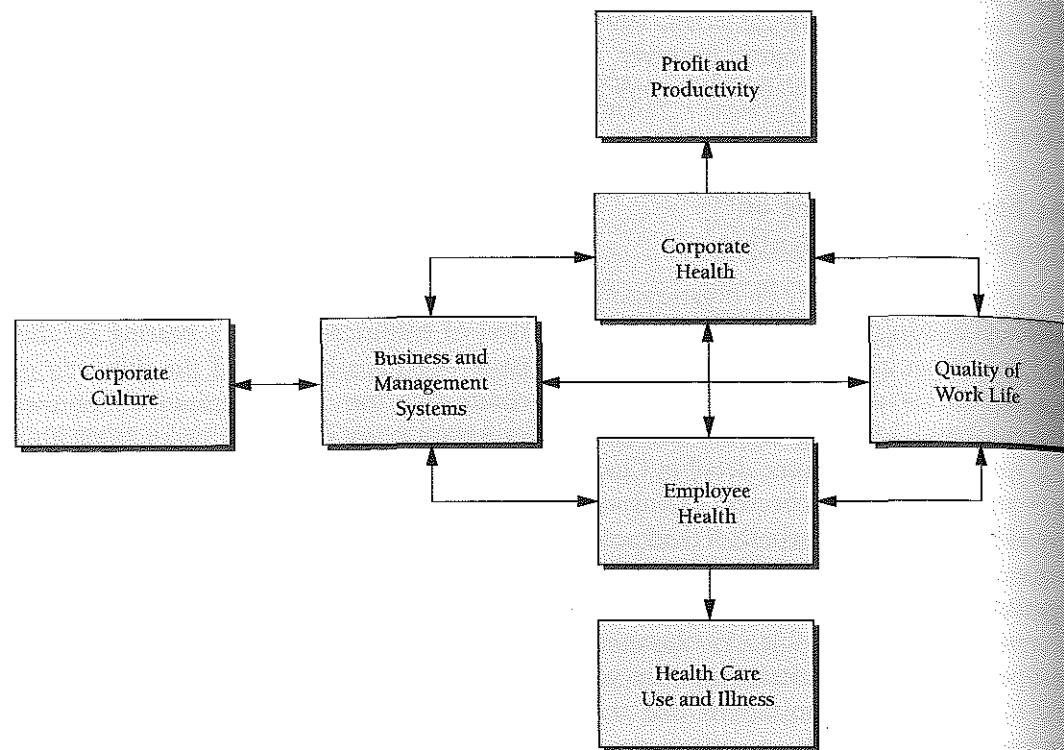 Profit and
Productivity
Corporate
Health
Corporate
Culture
Business and
Management
Systems
Quality of
Work Life
Employee
Health
Health Care
Use and Illness